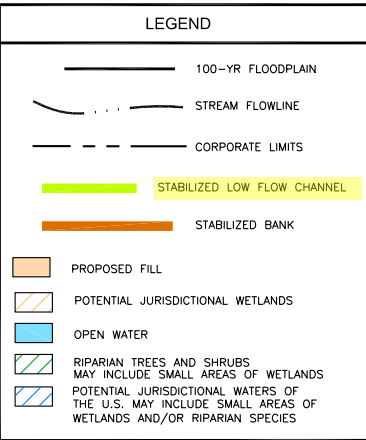 LEGEND
100-YR FLOODPLAIN
STREAM FLOWLINE
CORPORATE LIMITS
STABILIZED LOW FLOW CHANNEL
STABILIZED BANK
PROPOSED FILL
POTENTIAL JURISDICTIONAL WETLANDS
OPEN WATER
RIPARIAN TREES AND SHRUBS
MAY INCLUDE SMALL AREAS OF WETLANDS
POTENTIAL JURISDICTIONAL WATERS OF
THE U.S. MAY INCLUDE SMALL AREAS OF
WETLANDS AND/OR RIPARIAN SPECIES